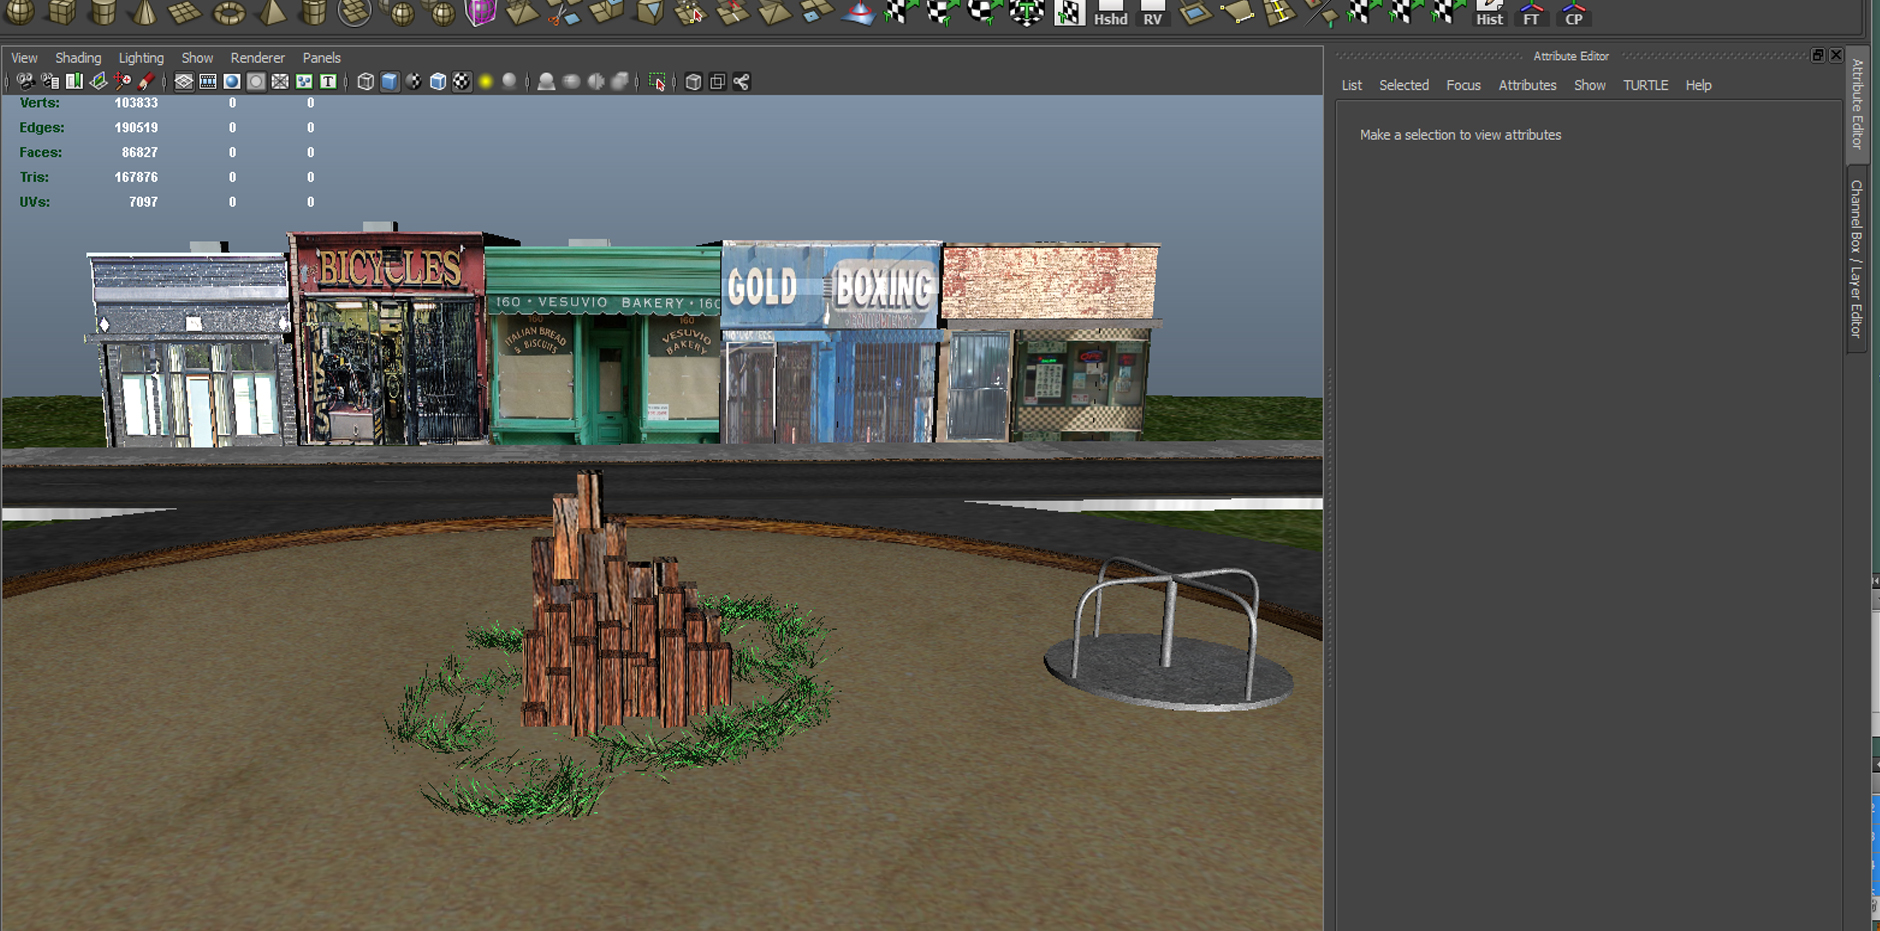 Hshd RV Hist FT CP
View Shading Lighting Show Renderer Panels
Attribute Editor
List Selected Focus Attributes Show TURTLE Help
Make a selection to view attributes
Attribute Editor
Channel Box / Layer Editor
Verts: 103833 0 0
Edges: 190519 0 0
Faces: 86827 0 0
Tris: 167876 0 0
UVs: 7097 0 0
BICYCLES
160 · VESUVIO BAKERY · 160
160
ITALIAN BREAD
& BISCUITS
160
VESUVIO
BAKERY
GOLD
BOXING